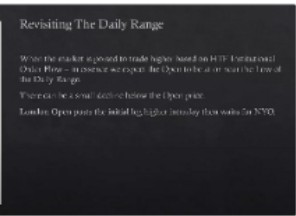 Revisiting The Daily Range
When the market is poised to trade higher based on HTF Institutional
Order Flow – in essence we expect the Open to be at or near the Low of
the Daily Range.
There can be a small decline below the Open price.
London Open posts the initial leg higher intraday then waits for NYO.